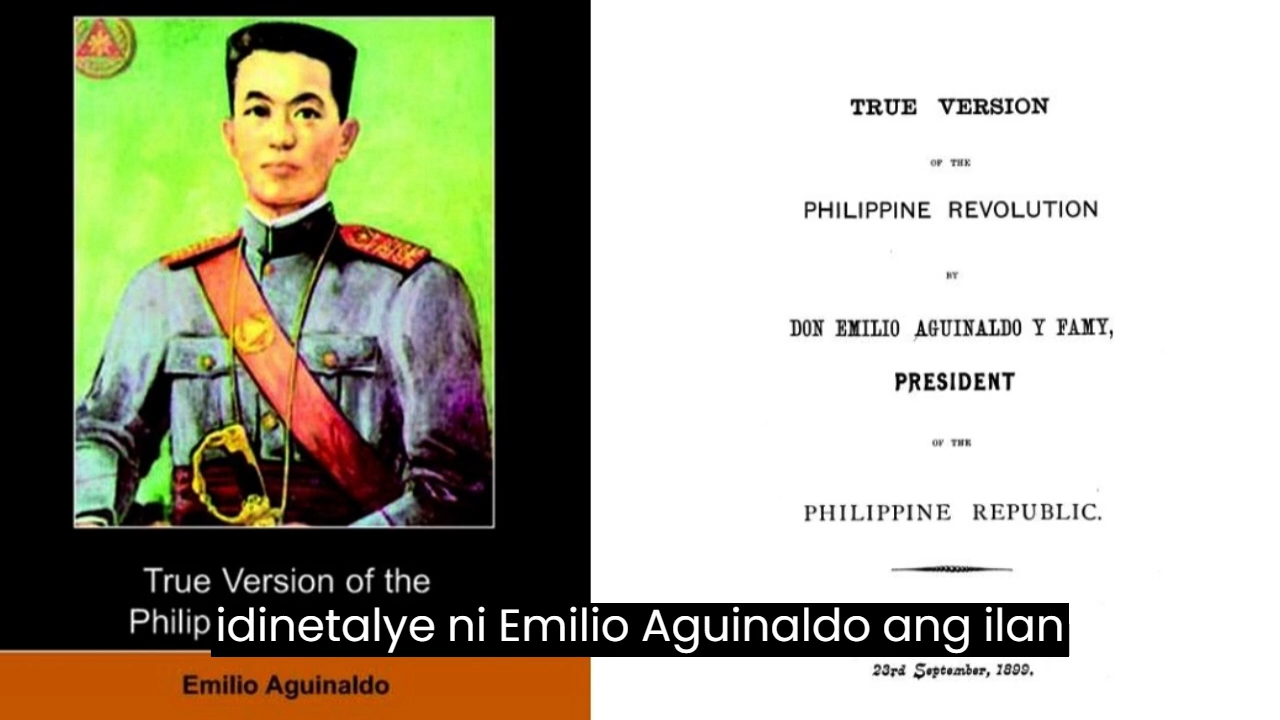 True Version of the
Philip
Emilio Aguinaldo
TRUE VERSION
OF THE
PHILIPPINE REVOLUTION
BY
DON EMILIO AGUINALDO Y FAMY,
PRESIDENT
OF THE
PHILIPPINE REPUBLIC.
23rd September, 1899.
idinetalye ni Emilio Aguinaldo ang ilan